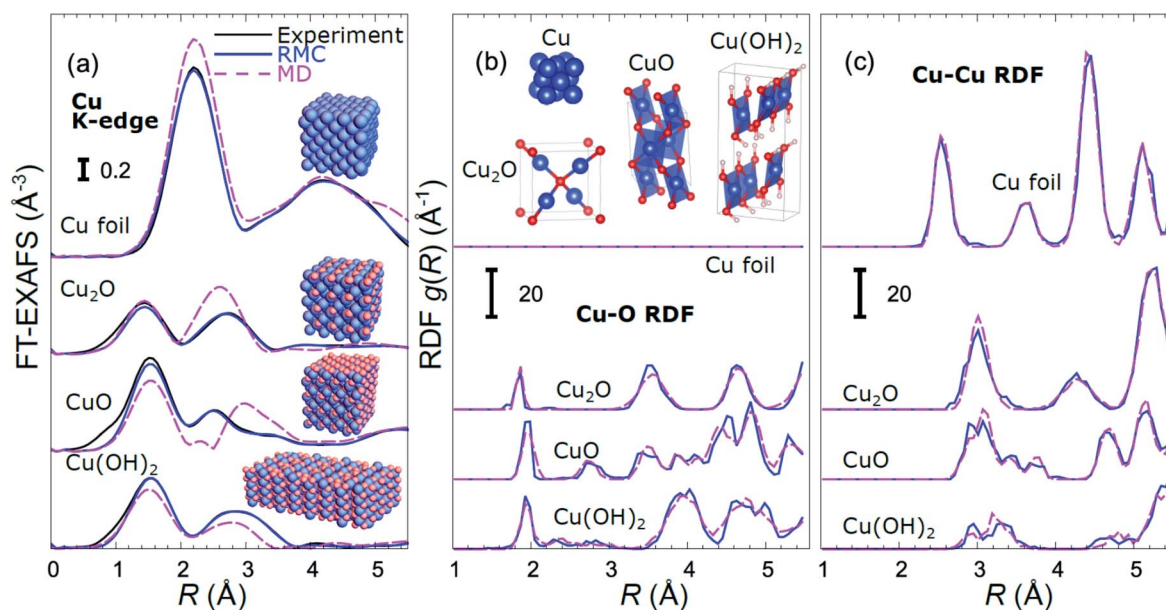 (a)
Experiment
RMC
MD
Cu
K-edge
0.2
Cu foil
Cu₂O
CuO
Cu(OH)₂
FT-EXAFS (Å⁻³)
0 1 2 3 4 5
R (Å)
(b)
Cu
CuO
Cu(OH)₂
Cu₂O
Cu foil
20
Cu-O RDF
Cu₂O
CuO
Cu(OH)₂
RDF g(R) (Å⁻¹)
1 2 3 4 5
R (Å)
(c)
Cu-Cu RDF
Cu foil
20
Cu₂O
CuO
Cu(OH)₂
1 2 3 4 5
R (Å)